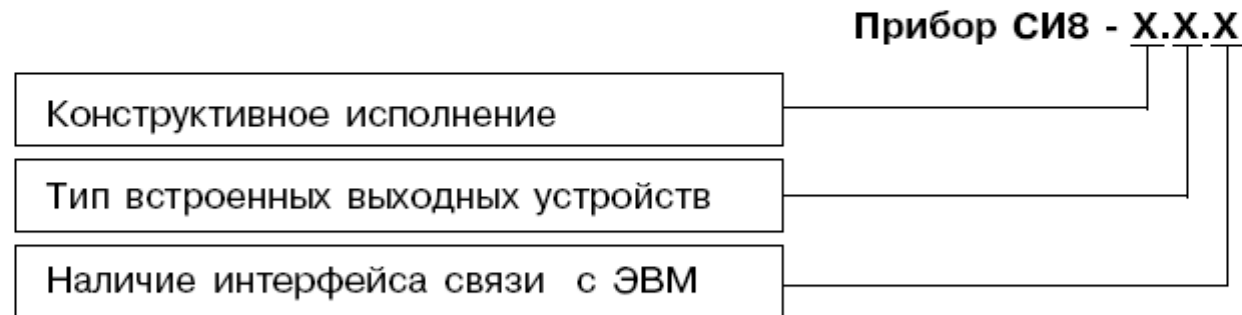 Прибор СИ8 - X.X.X
Конструктивное исполнение
Тип встроенных выходных устройств
Наличие интерфейса связи с ЭВМ